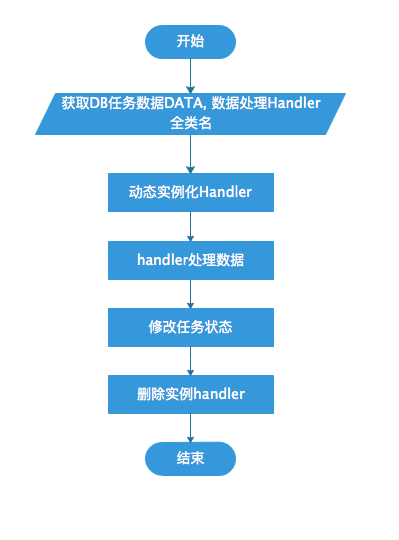 开始
获取DB任务数据DATA, 数据处理Handler
全类名
动态实例化Handler
handler处理数据
修改任务状态
删除实例handler
结束